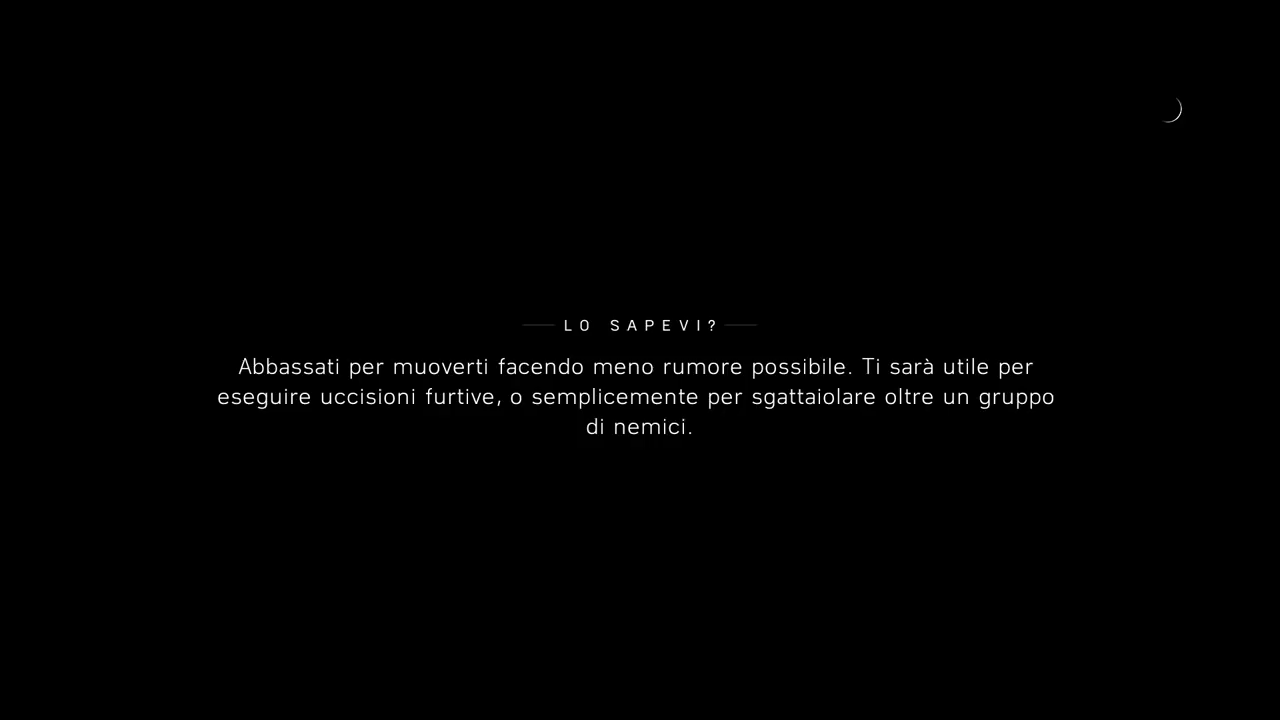 LO SAPEVI?
Abbassati per muoverti facendo meno rumore possibile. Ti sarà utile per
eseguire uccisioni furtive, o semplicemente per sgattaiolare oltre un gruppo
di nemici.